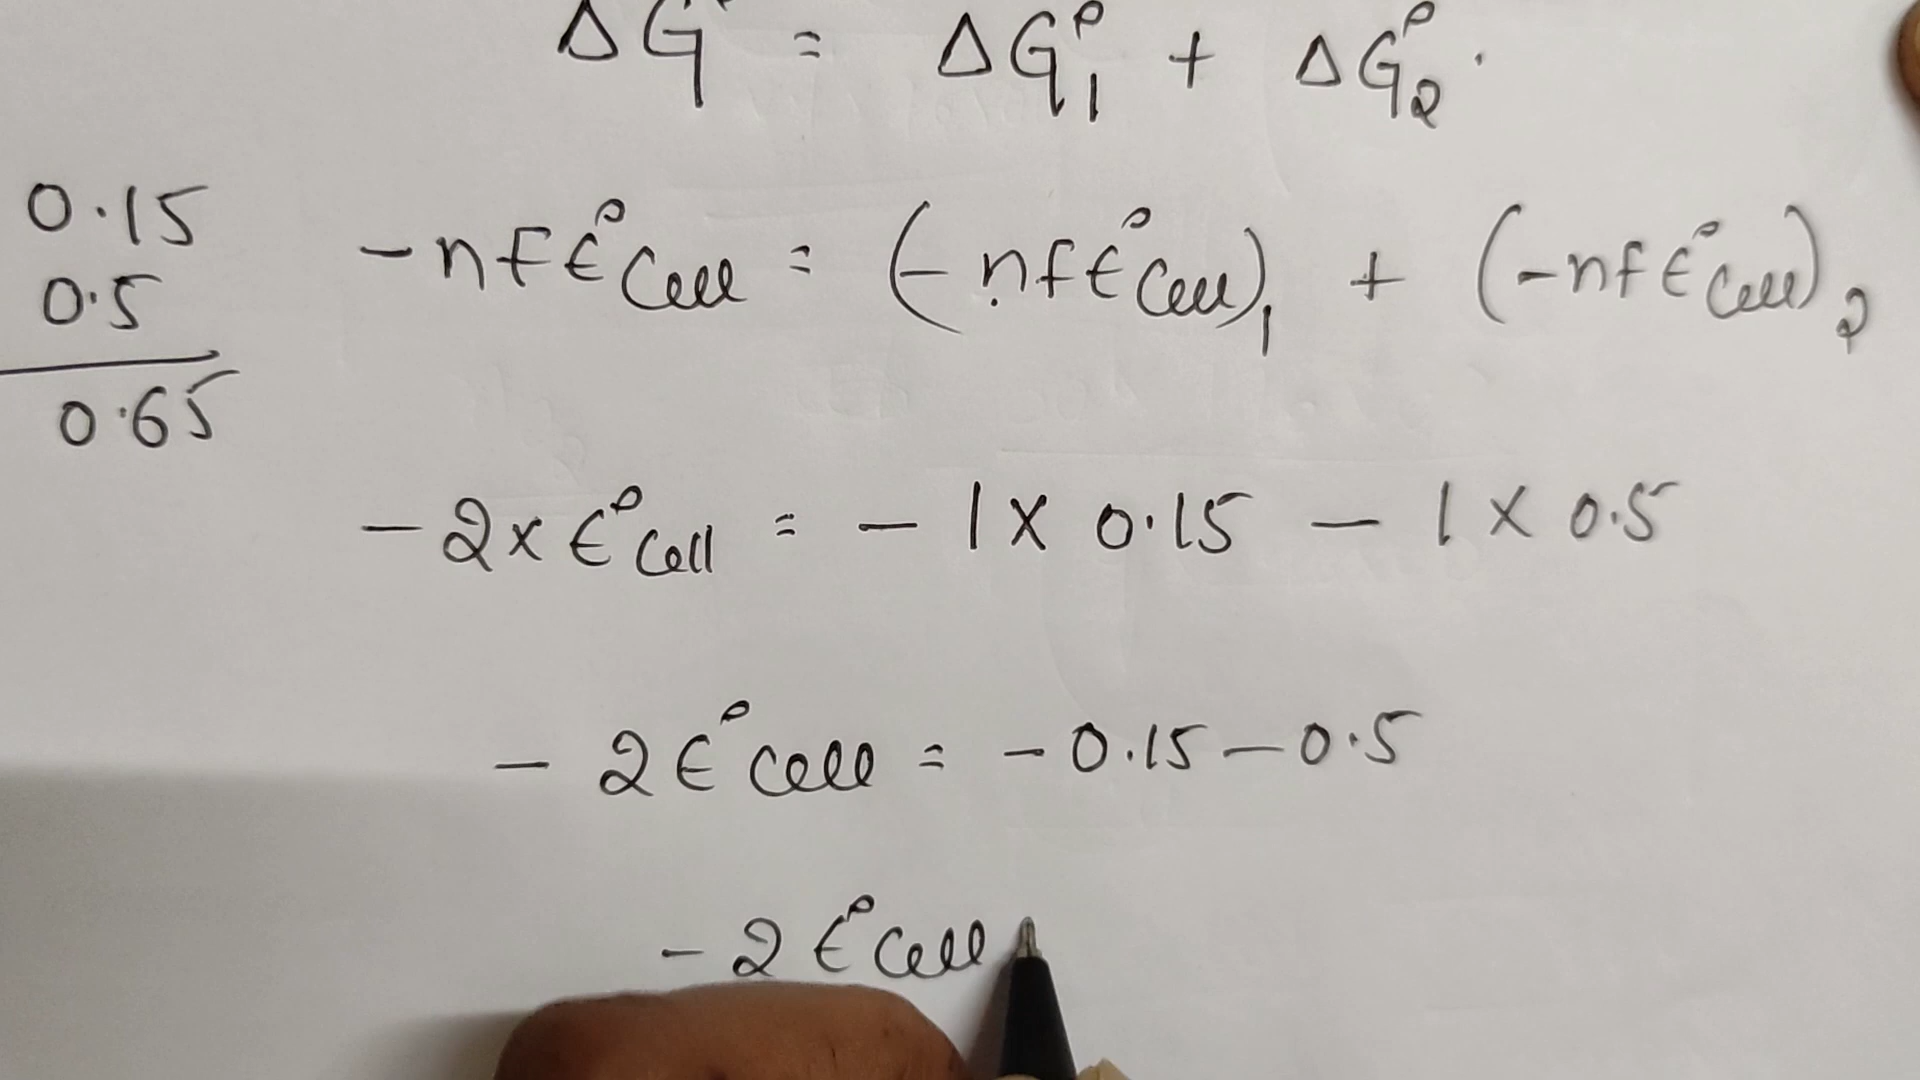 ΔG° = ΔG°₁ + ΔG°₂.
0.15
0.5
0.65
-nFE°Cell = (-nFE°Cell)₁ + (-nFE°Cell)₂
-2 x E°Cell = - 1 X 0.15 - 1 X 0.5
- 2E°Cell = - 0.15 - 0.5
- 2 E°Cell